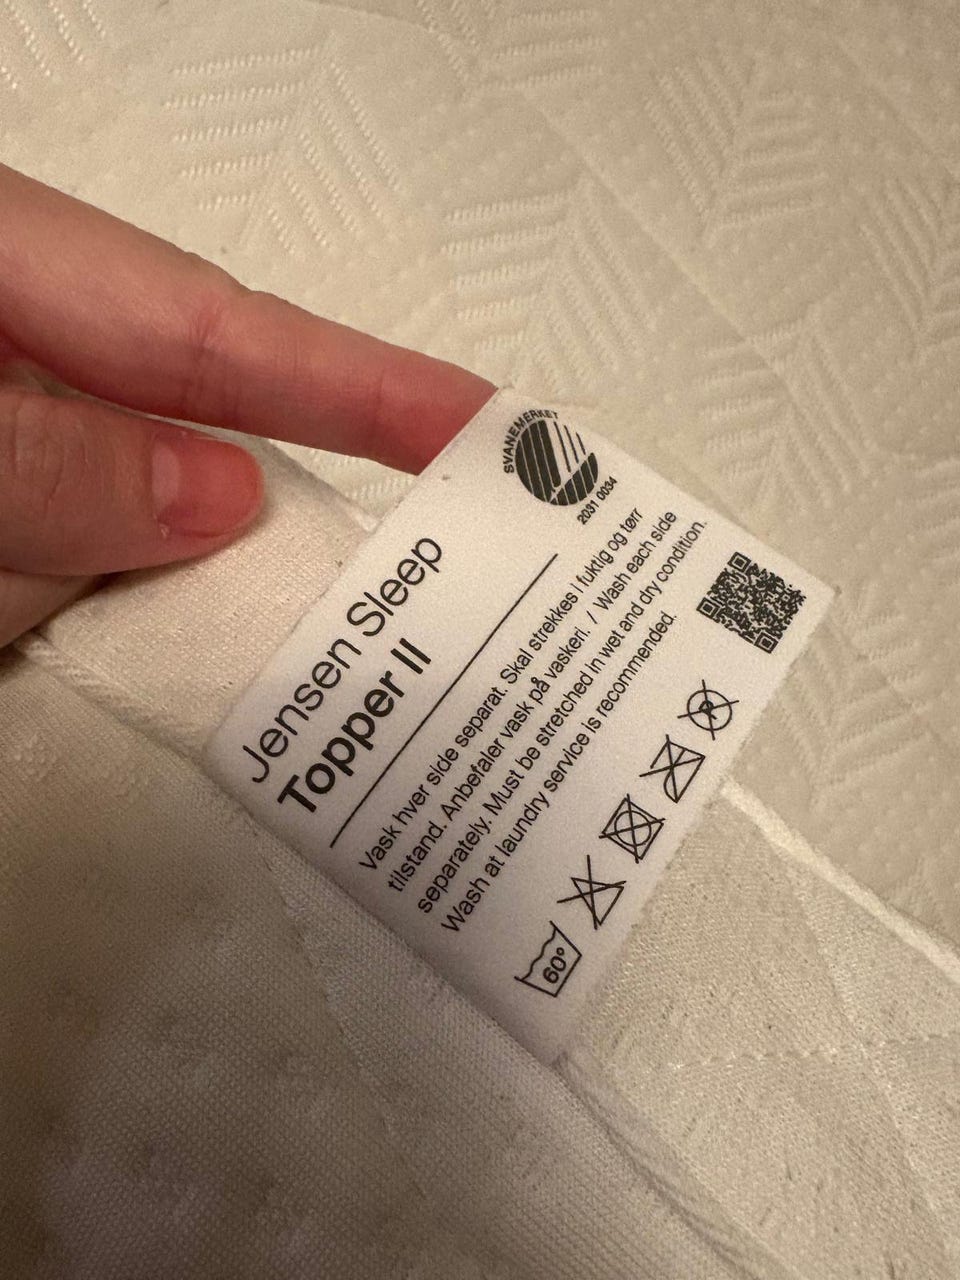 SVANEMERKET
2031 0034
Jensen Sleep
Topper II
Vask hver side separat. Skal strekkes i fuktig og tørr
tilstand. Anbefaler vask på vaskeri. / Wash each side
separately. Must be stretched in wet and dry condition.
Wash at laundry service is recommended.
60°
P